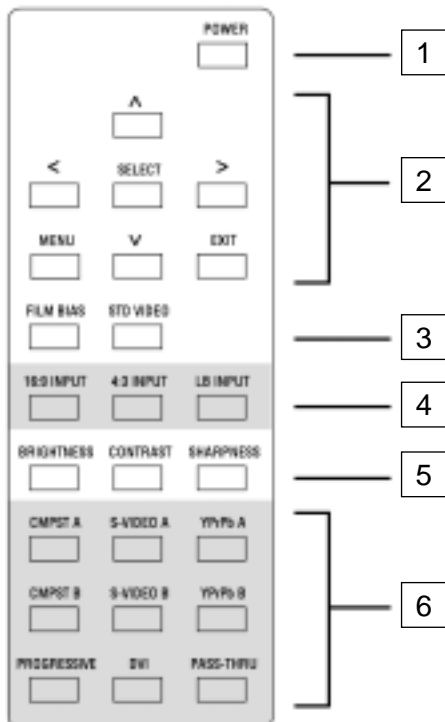 POWER
1
^
< SELECT >
2
MENU v EXIT
FILM BIAS STD VIDEO
3
16:9 INPUT 4:3 INPUT LB INPUT
4
BRIGHTNESS CONTRAST SHARPNESS
5
CMPST A S-VIDEO A YPrPb A
CMPST B S-VIDEO B YPrPb B
6
PROGRESSIVE DVI PASS-THRU